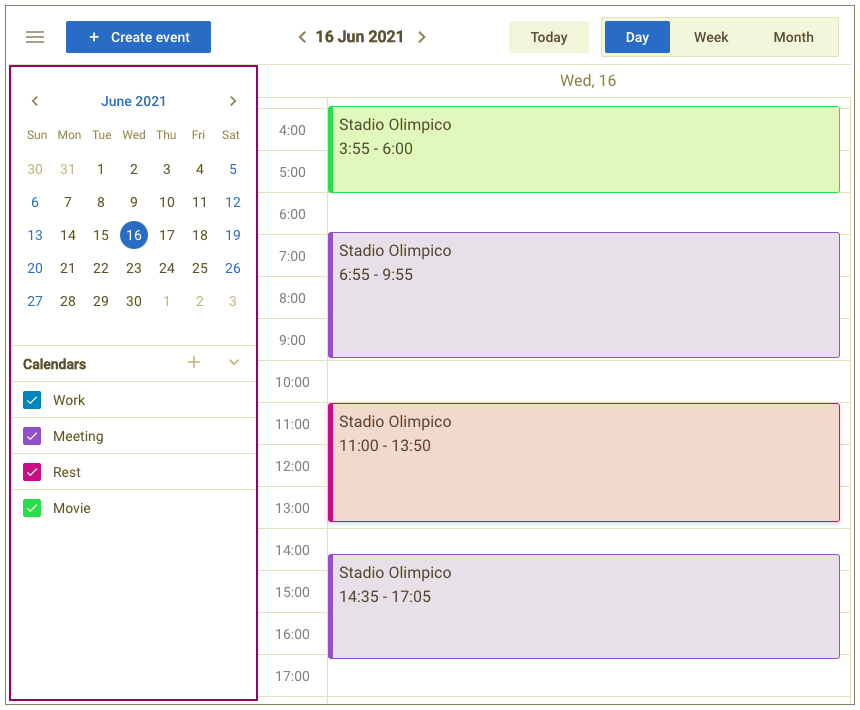 + Create event
16 Jun 2021
Today
Day Week Month
June 2021
Sun Mon Tue Wed Thu Fri Sat
30 31 1 2 3 4 5
6 7 8 9 10 11 12
13 14 15 16 17 18 19
20 21 22 23 24 25 26
27 28 29 30 1 2 3
Calendars
Work
Meeting
Rest
Movie
Wed, 16
4:00
5:00
6:00
7:00
8:00
9:00
10:00
11:00
12:00
13:00
14:00
15:00
16:00
17:00
Stadio Olimpico
3:55 - 6:00
Stadio Olimpico
6:55 - 9:55
Stadio Olimpico
11:00 - 13:50
Stadio Olimpico
14:35 - 17:05